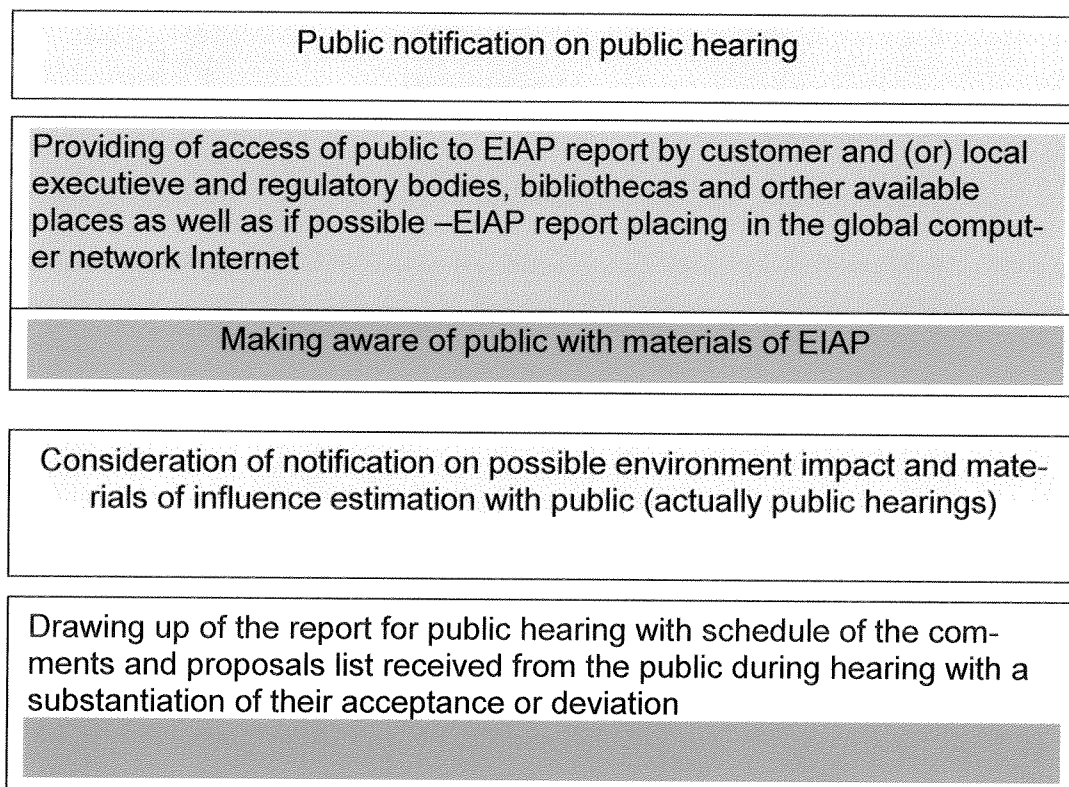 Public notification on public hearing
Providing of access of public to EIAP report by customer and (or) local
executieve and regulatory bodies, bibliothecas and orther available
places as well as if possible –EIAP report placing  in the global comput-
er network Internet
Making aware of public with materials of EIAP
Consideration of notification on possible environment impact and mate-
rials of influence estimation with public (actually public hearings)
Drawing up of the report for public hearing with schedule of the com-
ments and proposals list received from the public during hearing with a
substantiation of their acceptance or deviation